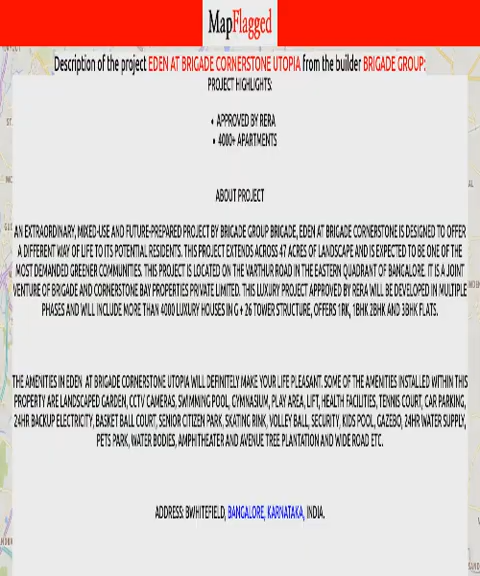 MapFlagged
Description of the project EDEN AT BRIGADE CORNERSTONE UTOPIA from the builder BRIGADE GROUP:
PROJECT HIGHLIGHTS:
• APPROVED BY RERA
• 4000+ APARTMENTS
ABOUT PROJECT
AN EXTRAORDINARY, MIXED-USE AND FUTURE-PREPARED PROJECT BY BRIGADE GROUP BRIGADE, EDEN AT BRIGADE CORNERSTONE IS DESIGNED TO OFFER
A DIFFERENT WAY OF LIFE TO ITS POTENTIAL RESIDENTS. THIS PROJECT EXTENDS ACROSS 47 ACRES OF LANDSCAPE AND IS EXPECTED TO BE ONE OF THE
MOST DEMANDED GREENER COMMUNITIES. THIS PROJECT IS LOCATED ON THE VARTHUR ROAD IN THE EASTERN QUADRANT OF BANGALORE. IT IS A JOINT
VENTURE OF BRIGADE AND CORNERSTONE BAY PROPERTIES PRIVATE LIMITED. THIS LUXURY PROJECT APPROVED BY RERA WILL BE DEVELOPED IN MULTIPLE
PHASES AND WILL INCLUDE MORE THAN 4000 LUXURY HOUSES IN G + 26 TOWER STRUCTURE, OFFERS 1RK, 1BHK 2BHK AND 3BHK FLATS.
THE AMENITIES IN EDEN AT BRIGADE CORNERSTONE UTOPIA WILL DEFINITELY MAKE YOUR LIFE PLEASANT. SOME OF THE AMENITIES INSTALLED WITHIN THIS
PROPERTY ARE LANDSCAPED GARDEN, CCTV CAMERAS, SWIMMING POOL, GYMNASIUM, PLAY AREA, LIFT, HEALTH FACILITIES, TENNIS COURT, CAR PARKING,
24HR BACKUP ELECTRICITY, BASKET BALL COURT, SENIOR CITIZEN PARK, SKATING RINK, VOLLEY BALL, SECURITY, KIDS POOL, GAZEBO, 24HR WATER SUPPLY,
PETS PARK, WATER BODIES, AMPHITHEATER AND AVENUE TREE PLANTATION AND WIDE ROAD ETC.
ADDRESS: BWHITEFIELD, BANGALORE, KARNATAKA, INDIA.